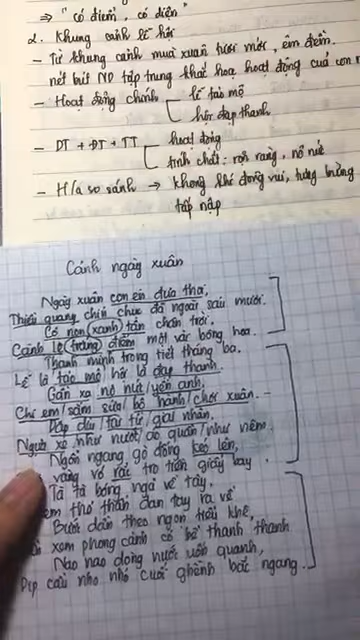 ⇒ "có điểm, có diện"
2. Khung cảnh lễ hội
- Từ khung cảnh mùa xuân tươi mới, êm đềm.
nét bút ND tập trung khắc hoạ hoạt động của con
- Hoạt động chính lễ tảo mộ
hội đạp thanh
- DT + ĐT + TT hoạt động
tính chất: rộn ràng, nô nức
- H/a so sánh → không khí đông vui, tưng bừng
tấp nập
Cảnh ngày xuân
Ngày xuân con én đưa thoi,
Thiều quang chín chục đã ngoài sáu mươi.
Cỏ non (xanh) tận chân trời,
Cành lê (trắng) điểm một vài bông hoa.
Thanh minh trong tiết tháng ba,
Lễ là tảo mộ, hội là đạp thanh.
Gần xa nô nức / yến anh,
Chị em / sắm sửa / bộ hành / chơi xuân.
Dập dìu / tài tử / giai nhân,
Ngựa xe như nước / áo quần / như nêm.
Ngổn ngang gò đống kéo lên,
vàng vó rắc tro tiền giấy bay.
Tà tà bóng ngả về tây,
em thơ thẩn dan tay ra về
Bước dần theo ngọn tiểu khê,
xem phong cảnh có bề thanh thanh
Nao nao dòng nước uốn quanh,
Dịp cầu nho nhỏ cuối ghềnh bắc ngang.